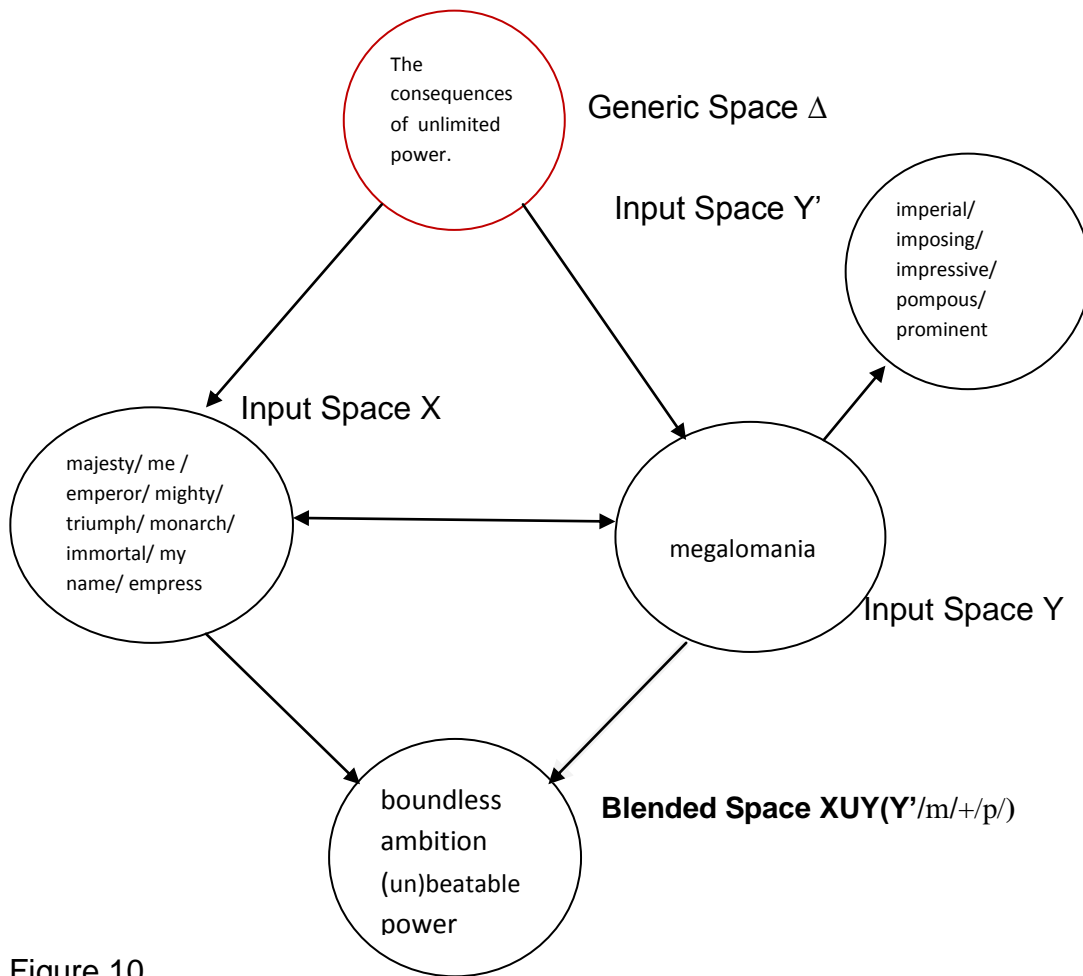 The
consequences
of unlimited
power.
Generic Space Δ
Input Space Y’
imperial/
imposing/
impressive/
pompous/
prominent
Input Space X
majesty/ me /
emperor/ mighty/
triumph/ monarch/
immortal/ my
name/ empress
megalomania
Input Space Y
boundless
ambition
(un)beatable
power
Blended Space XUY(Y’/m/+/p/)
Figure 10